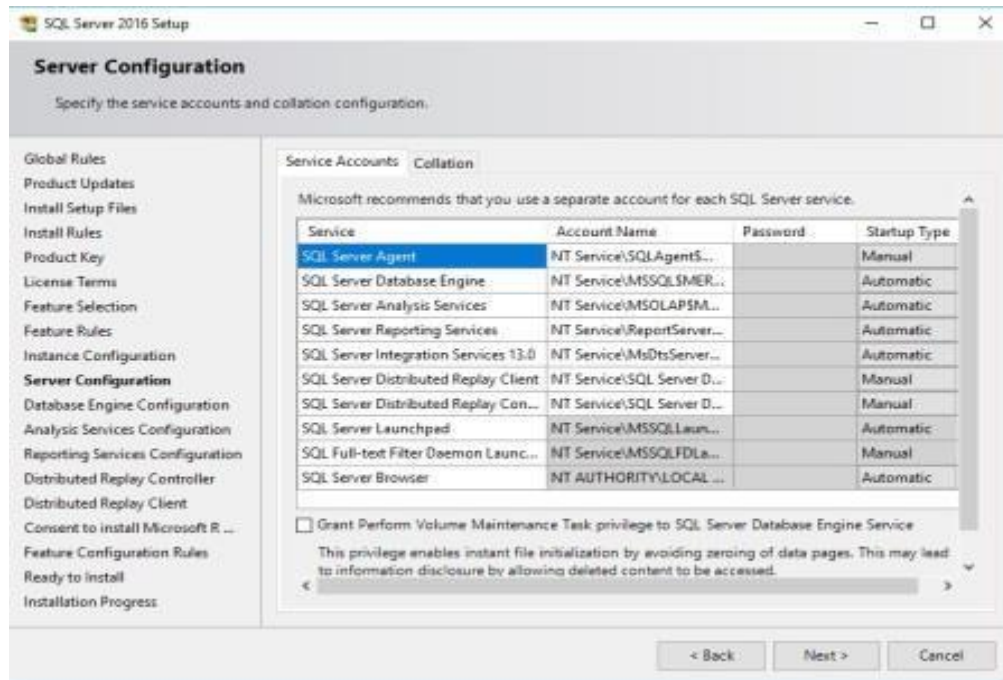 SQL Server 2016 Setup
Server Configuration
Specify the service accounts and collation configuration.
Global Rules
Product Updates
Install Setup Files
Install Rules
Product Key
License Terms
Feature Selection
Feature Rules
Instance Configuration
Server Configuration
Database Engine Configuration
Analysis Services Configuration
Reporting Services Configuration
Distributed Replay Controller
Distributed Replay Client
Consent to install Microsoft R ...
Feature Configuration Rules
Ready to Install
Installation Progress
Service Accounts Collation
Microsoft recommends that you use a separate account for each SQL Server service.
Service Account Name Password Startup Type
SQL Server Agent NT Service\SQLAgent$... Manual
SQL Server Database Engine NT Service\MSSQL$MER... Automatic
SQL Server Analysis Services NT Service\MSOLAP$M... Automatic
SQL Server Reporting Services NT Service\ReportServer... Automatic
SQL Server Integration Services 13.0 NT Service\MsDtsServer... Automatic
SQL Server Distributed Replay Client NT Service\SQL Server D... Manual
SQL Server Distributed Replay Con... NT Service\SQL Server D... Manual
SQL Server Launchpad NT Service\MSSQLLaun... Automatic
SQL Full-text Filter Daemon Launc... NT Service\MSSQLFDLa... Manual
SQL Server Browser NT AUTHORITY\LOCAL ... Automatic
Grant Perform Volume Maintenance Task privilege to SQL Server Database Engine Service
This privilege enables instant file initialization by avoiding zeroing of data pages. This may lead
to information disclosure by allowing deleted content to be accessed.
< Back Next > Cancel